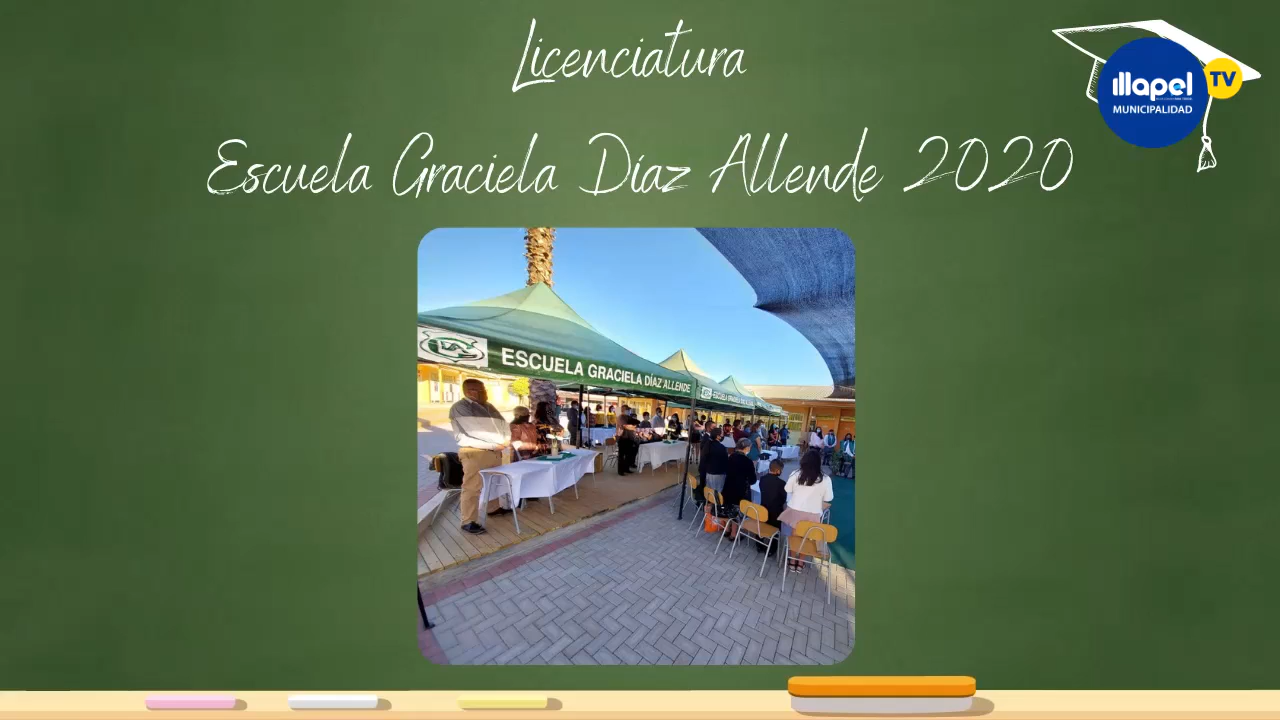 Licenciatura
illapel
TV
MUNICIPALIDAD
Escuela Graciela Díaz Allende 2020
ESCUELA GRACIELA DÍAZ ALLENDE